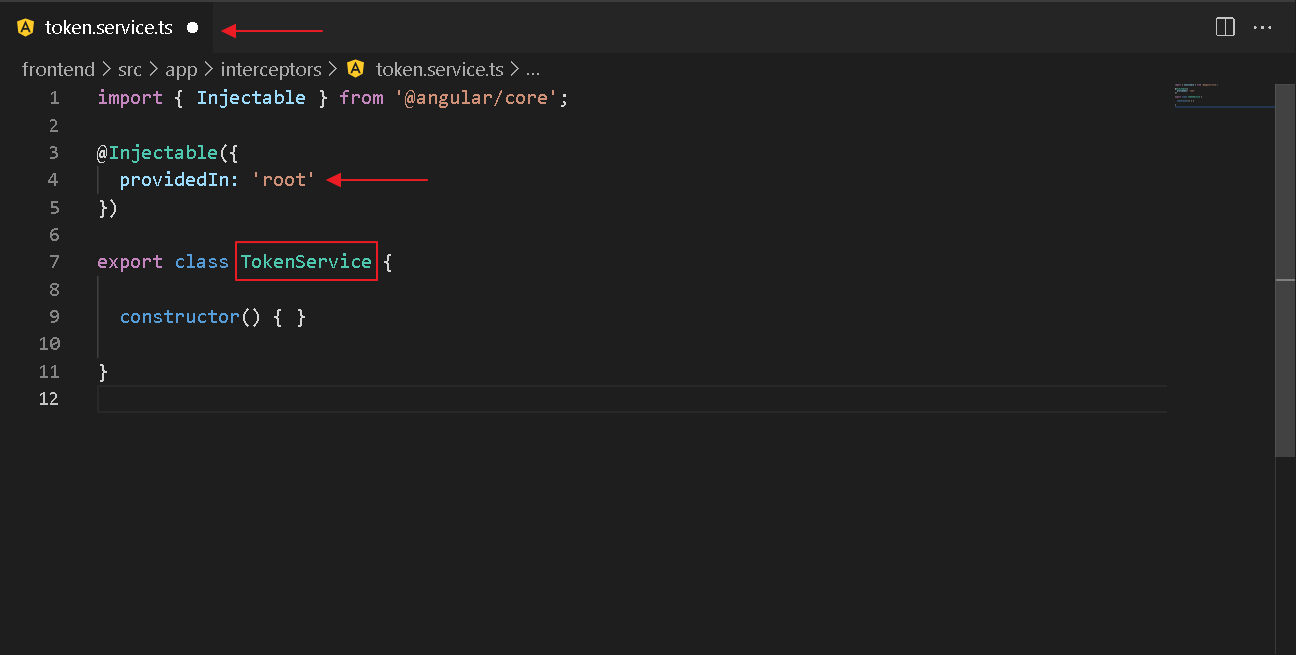 token.service.ts
frontend > src > app > interceptors > token.service.ts > ...
1 import { Injectable } from '@angular/core';
2
3 @Injectable({
4 providedIn: 'root'
5 })
6
7 export class TokenService {
8
9 constructor() { }
10
11 }
12